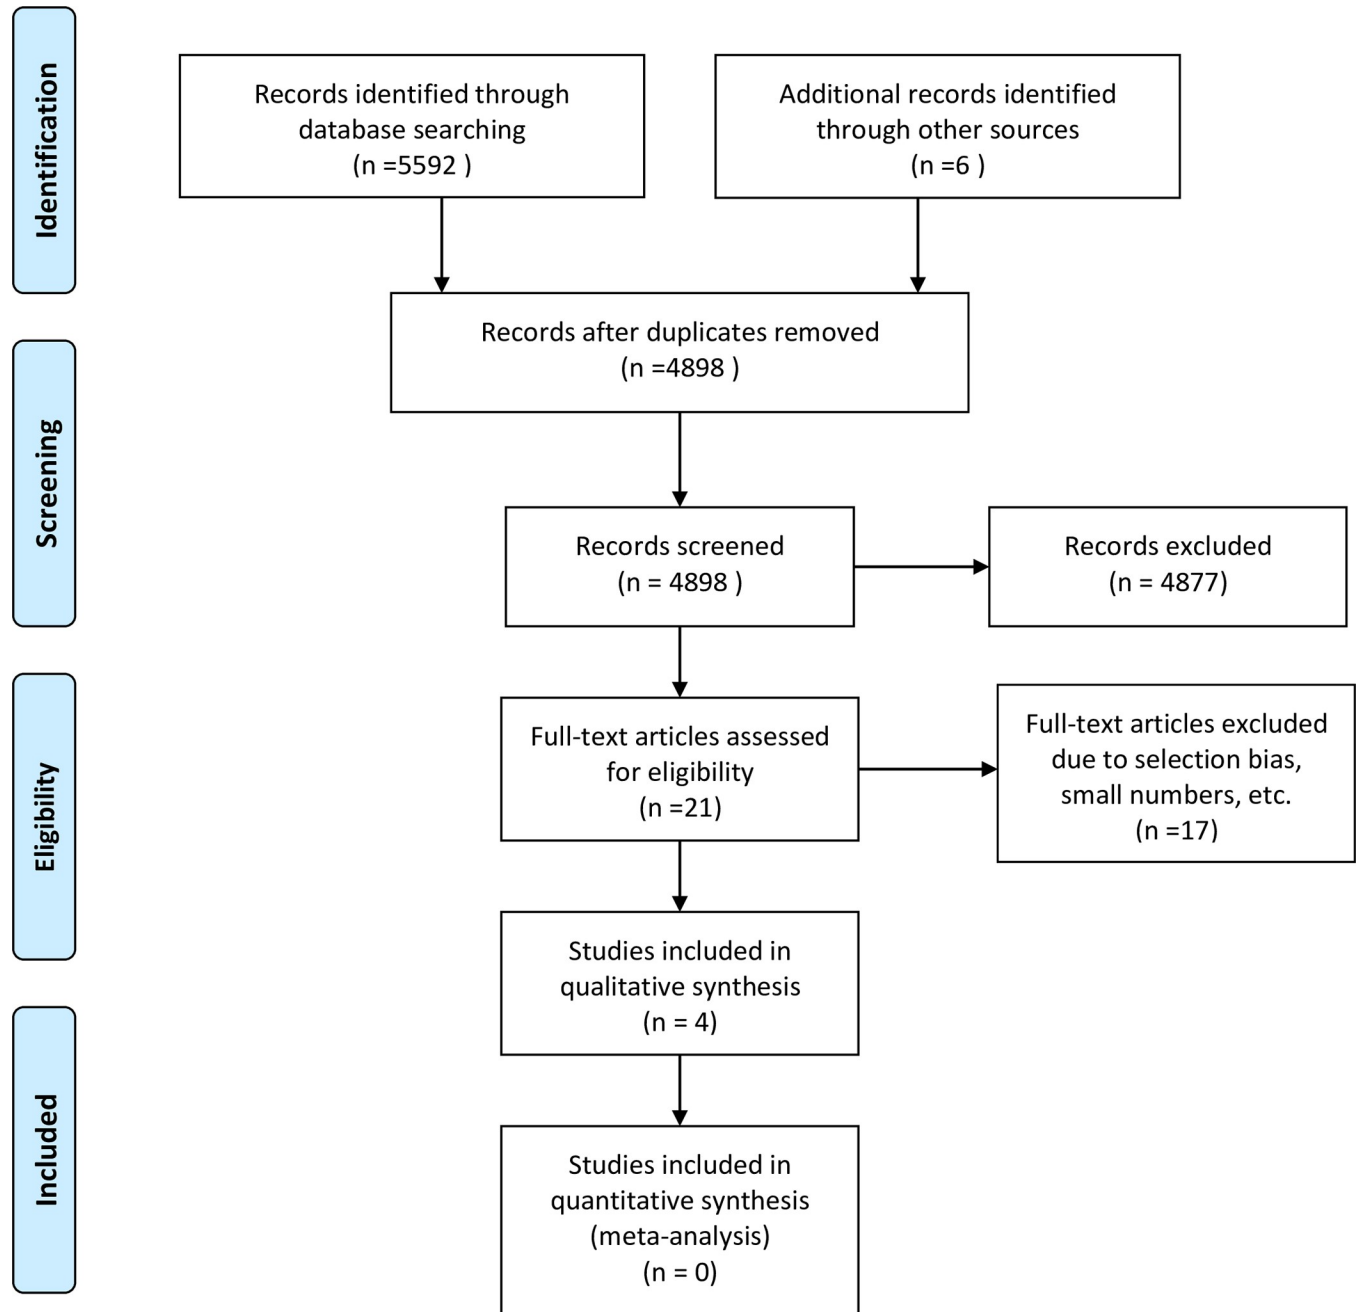 Identification
Records identified through
database searching
(n =5592 )
Additional records identified
through other sources
(n =6 )
Records after duplicates removed
(n =4898 )
Screening
Records screened
(n = 4898 )
Records excluded
(n = 4877)
Eligibility
Full-text articles assessed
for eligibility
(n =21)
Full-text articles excluded
due to selection bias,
small numbers, etc.
(n =17)
Studies included in
qualitative synthesis
(n = 4)
Included
Studies included in
quantitative synthesis
(meta-analysis)
(n = 0)